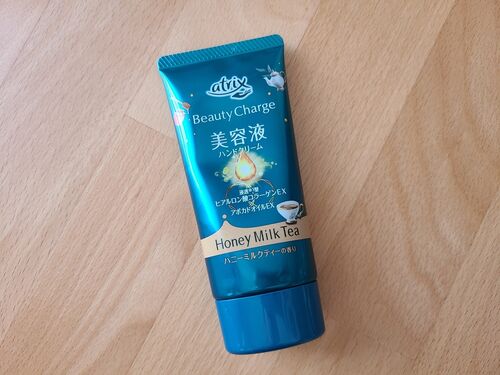 atrix
Beauty Charge
美容液
ハンドクリーム
ヒアルロン酸コラーゲンEX
アボカドオイルEX
Honey Milk Tea
ハニーミルクティーの香り